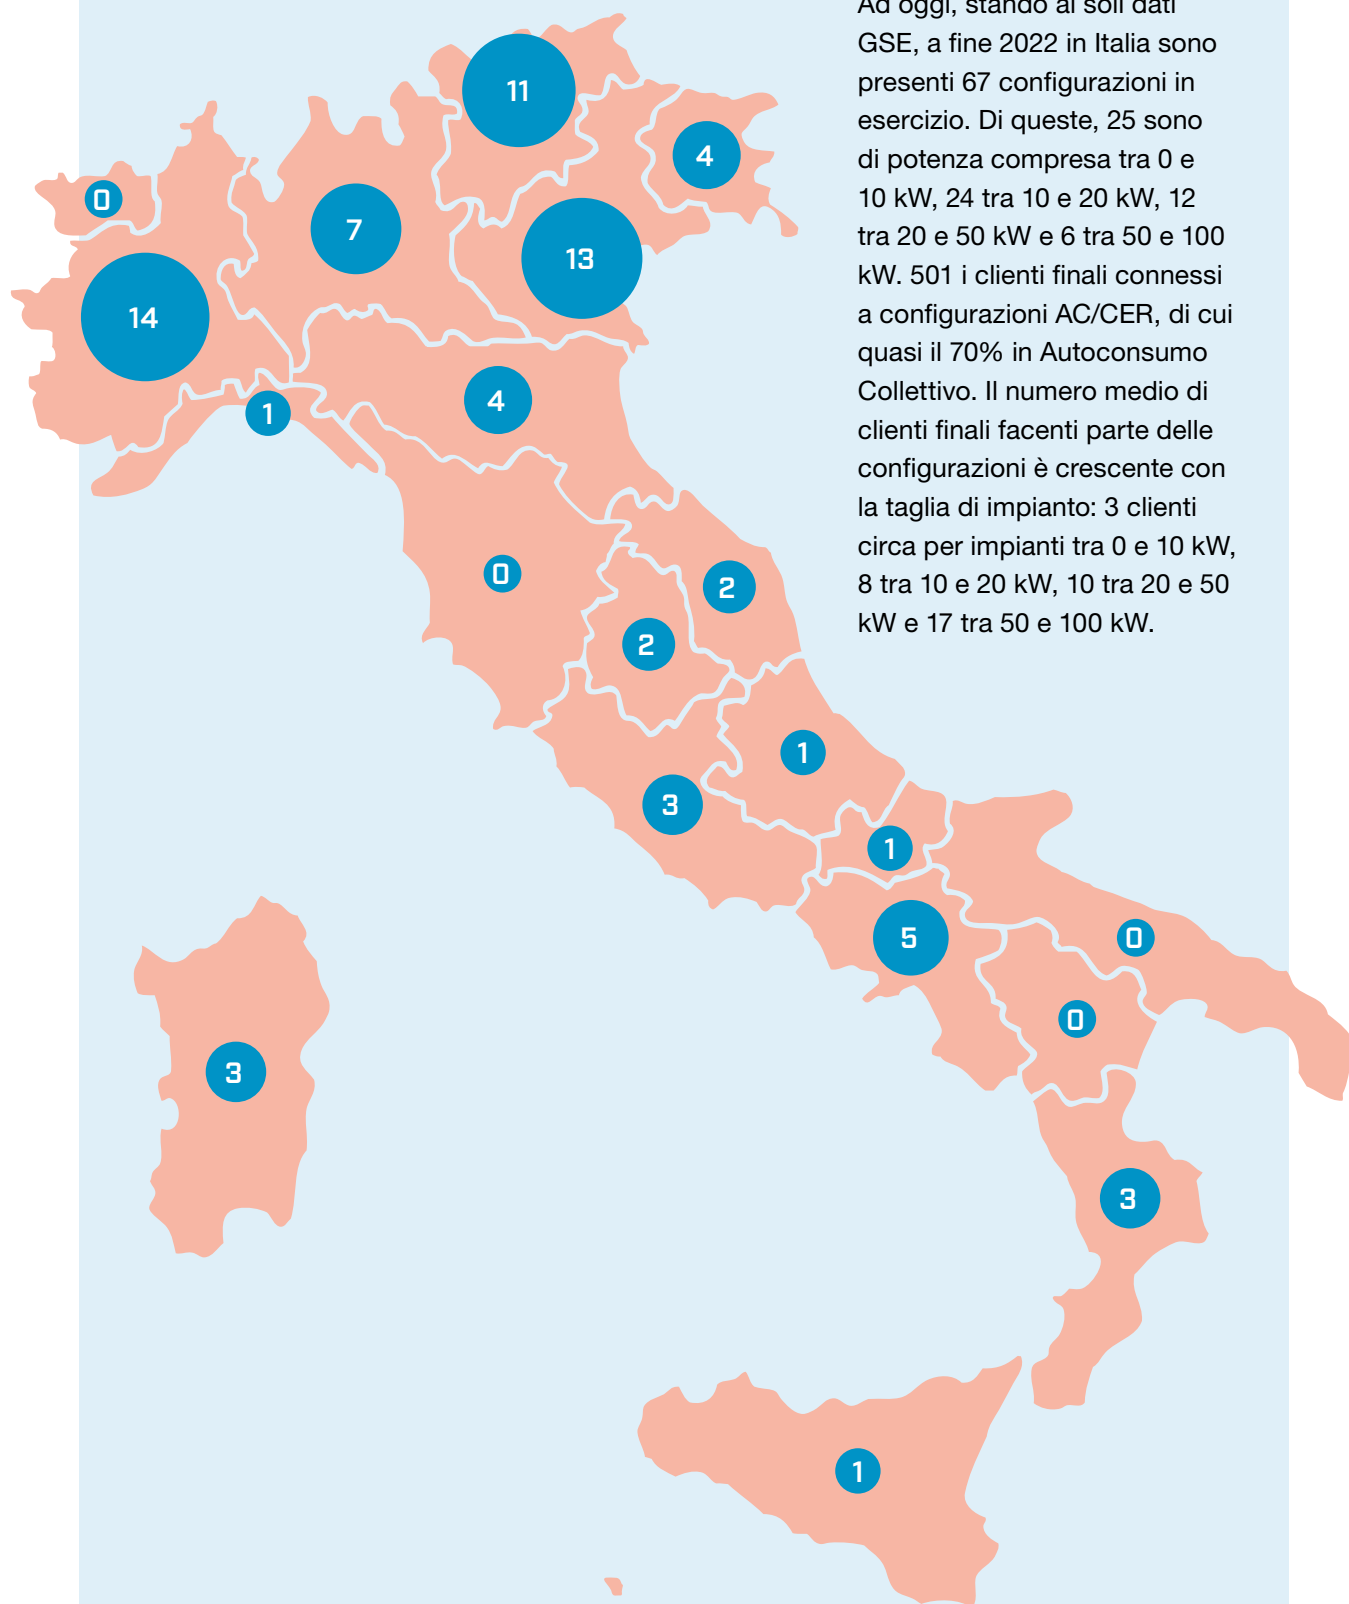 Ad oggi, stando ai soli dati
GSE, a fine 2022 in Italia sono
presenti 67 configurazioni in
esercizio. Di queste, 25 sono
di potenza compresa tra 0 e
10 kW, 24 tra 10 e 20 kW, 12
tra 20 e 50 kW e 6 tra 50 e 100
kW. 501 i clienti finali connessi
a configurazioni AC/CER, di cui
quasi il 70% in Autoconsumo
Collettivo. Il numero medio di
clienti finali facenti parte delle
configurazioni è crescente con
la taglia di impianto: 3 clienti
circa per impianti tra 0 e 10 kW,
8 tra 10 e 20 kW, 10 tra 20 e 50
kW e 17 tra 50 e 100 kW.
11
4
0
7
13
14
4
1
0
2
2
1
3
1
5
0
0
3
3
1